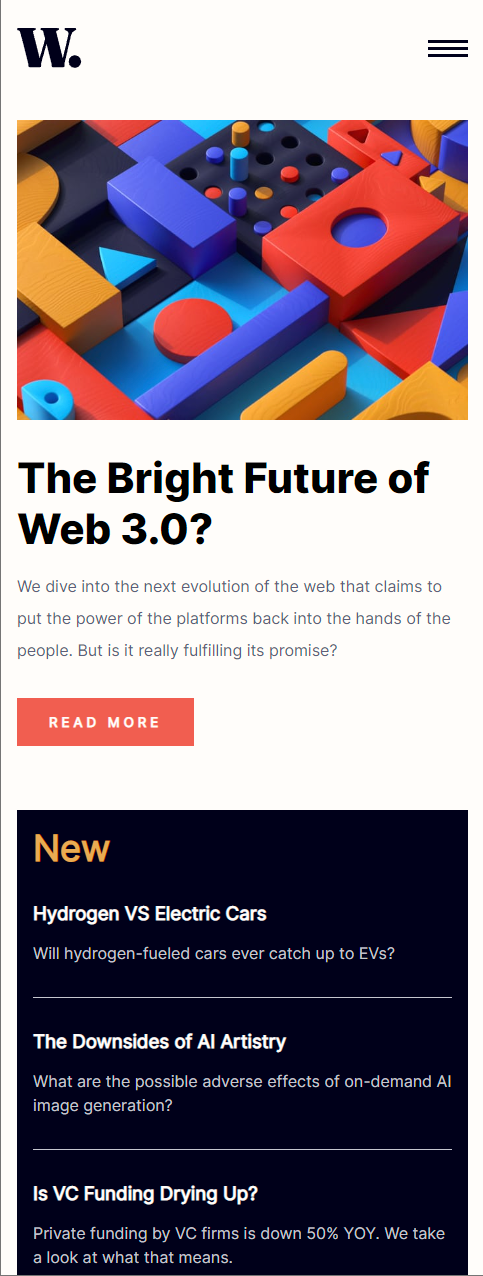 W.
The Bright Future of
Web 3.0?
We dive into the next evolution of the web that claims to
put the power of the platforms back into the hands of the
people. But is it really fulfilling its promise?
READ MORE
New
Hydrogen VS Electric Cars
Will hydrogen-fueled cars ever catch up to EVs?
The Downsides of AI Artistry
What are the possible adverse effects of on-demand AI
image generation?
Is VC Funding Drying Up?
Private funding by VC firms is down 50% YOY. We take
a look at what that means.